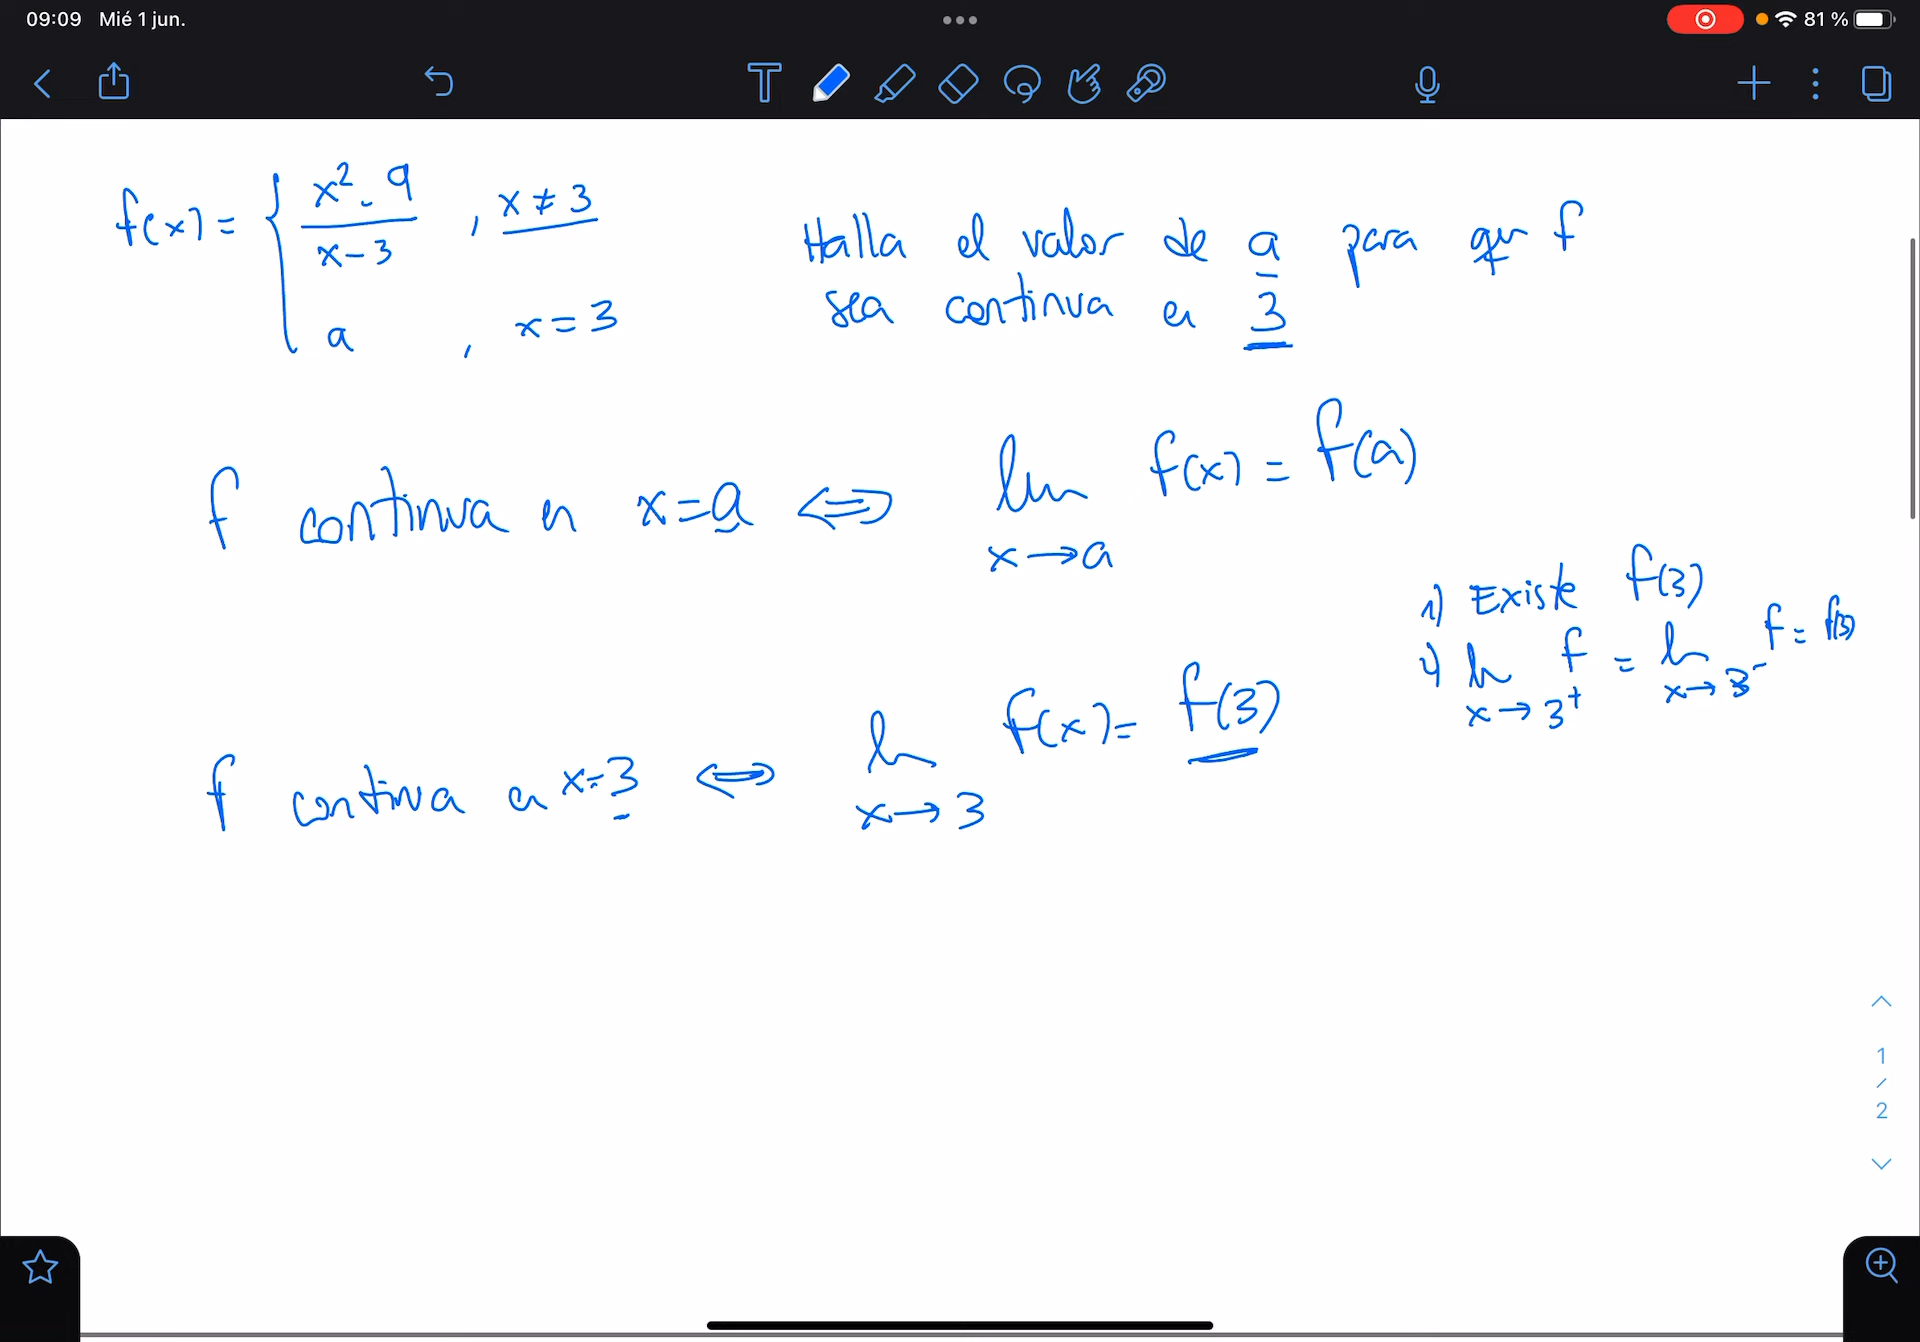 09:09 Mié 1 jun.
81 %
T
f(x) = { x² - 9 / x - 3 , x ≠ 3
a , x = 3
Halla el valor de a para que f
sea continua en 3
f continua en x = a ⇔ lim x → a f(x) = f(a)
1) Existe f(3)
2) lim x → 3⁺ f = lim x → 3⁻ f = f(3)
f continua en x = 3 ⇔ lim x → 3 f(x) = f(3)
1
/
2